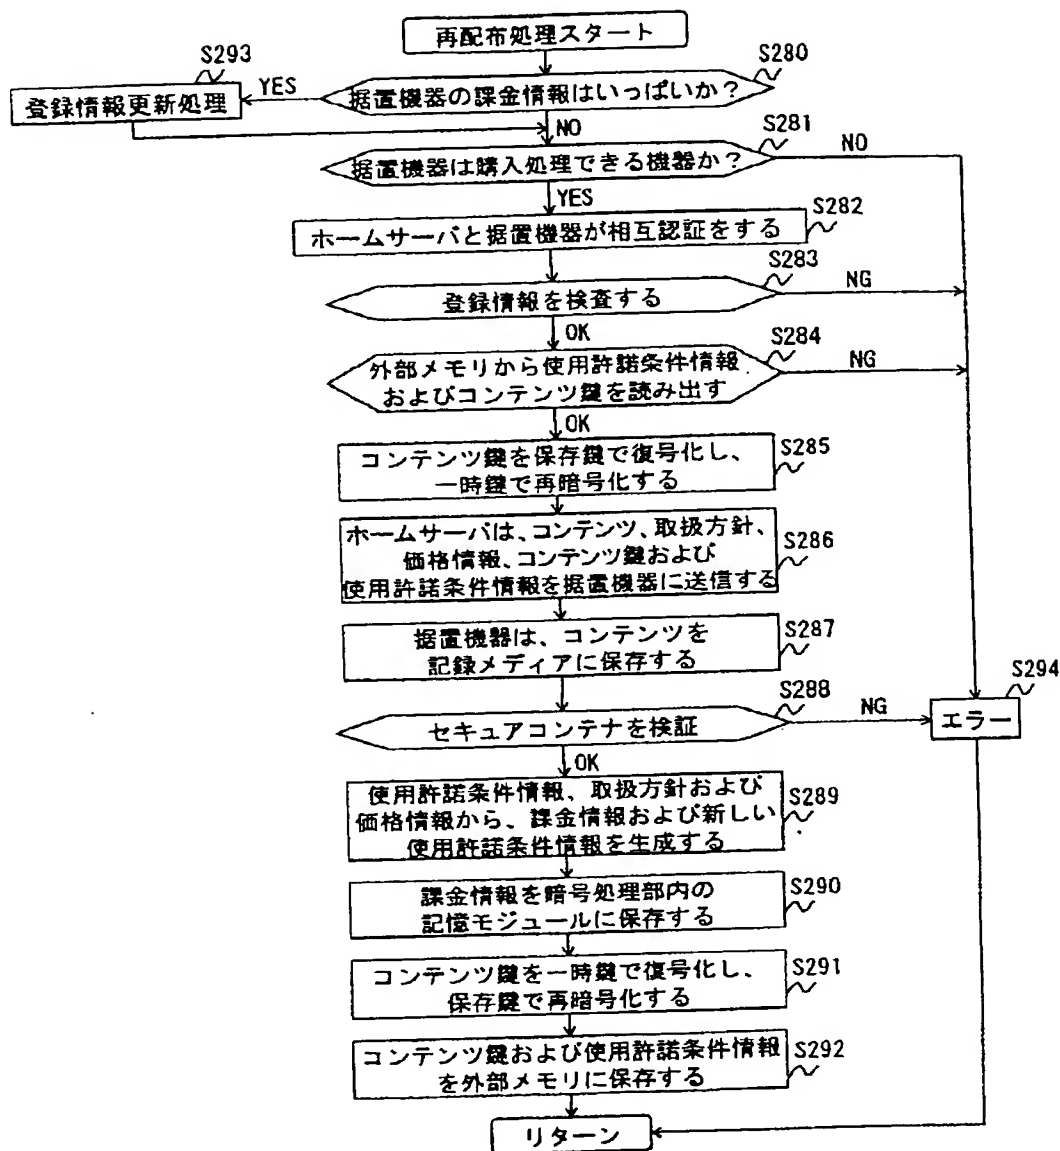 再配布処理スタート
S280
据置機器の課金情報はいっぱいか?
YES
S293
登録情報更新処理
NO
S281
据置機器は購入処理できる機器か?
NO
YES
S282
ホームサーバと据置機器が相互認証をする
S283
登録情報を検査する
NG
OK
S284
外部メモリから使用許諾条件情報
およびコンテンツ鍵を読み出す
NG
OK
S285
コンテンツ鍵を保存鍵で復号化し、
一時鍵で再暗号化する
S286
ホームサーバは、コンテンツ、取扱方針、
価格情報、コンテンツ鍵および
使用許諾条件情報を据置機器に送信する
S287
据置機器は、コンテンツを
記録メディアに保存する
S288
セキュアコンテナを検証
NG
S294
エラー
OK
S289
使用許諾条件情報、取扱方針および
価格情報から、課金情報および新しい
使用許諾条件情報を生成する
S290
課金情報を暗号処理部内の
記憶モジュールに保存する
S291
コンテンツ鍵を一時鍵で復号化し、
保存鍵で再暗号化する
S292
コンテンツ鍵および使用許諾条件情報
を外部メモリに保存する
リターン